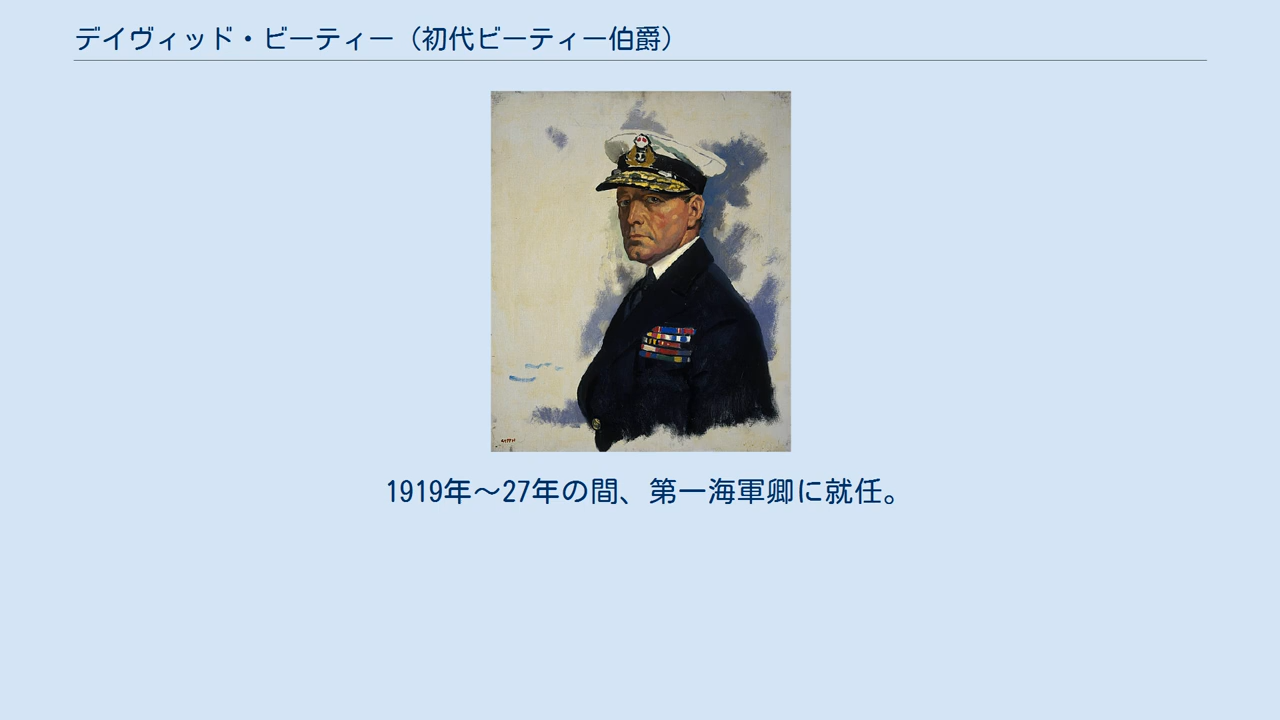 デイヴィッド・ビーティー（初代ビーティー伯爵）
1919年～27年の間、第一海軍卿に就任。